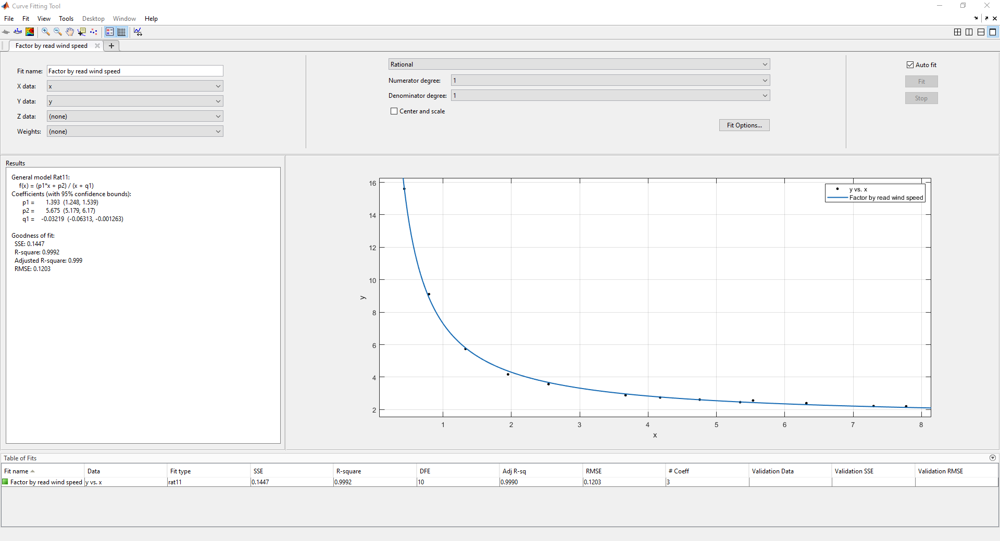 Curve Fitting Tool
File Fit View Tools Desktop Window Help
Factor by read wind speed
Fit name: Factor by read wind speed
X data: x
Y data: y
Z data: (none)
Weights: (none)
Rational
Numerator degree: 1
Denominator degree: 1
Center and scale
Fit Options...
Auto fit
Fit
Stop
Results
General model Rat11:
f(x) = (p1*x + p2) / (x + q1)
Coefficients (with 95% confidence bounds):
p1 = 1.393 (1.248, 1.539)
p2 = 5.675 (5.179, 6.17)
q1 = -0.03219 (-0.06313, -0.001263)
Goodness of fit:
SSE: 0.1447
R-square: 0.9992
Adjusted R-square: 0.999
RMSE: 0.1203
16
14
12
10
8
6
4
2
y
1 2 3 4 5 6 7 8
x
y vs. x
Factor by read wind speed
Table of Fits
Fit name Data Fit type SSE R-square DFE Adj R-sq RMSE # Coeff Validation Data Validation SSE Validation RMSE
Factor by read wind speed y vs. x rat11 0.1447 0.9992 10 0.9990 0.1203 3